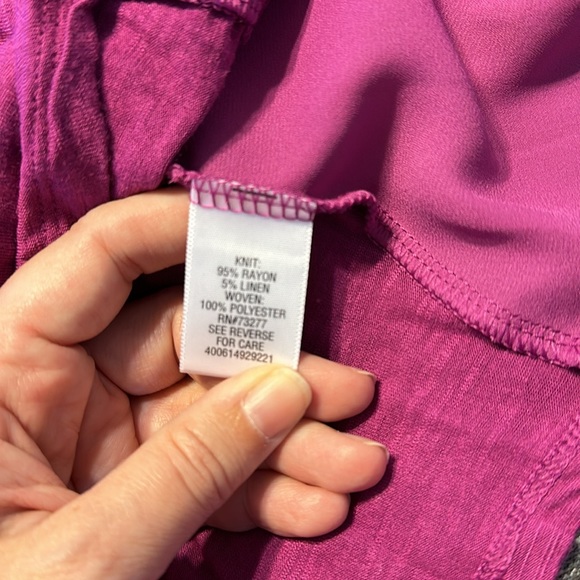 KNIT:
95% RAYON
5% LINEN
WOVEN:
100% POLYESTER
RN#73277
SEE REVERSE
FOR CARE
400614929221